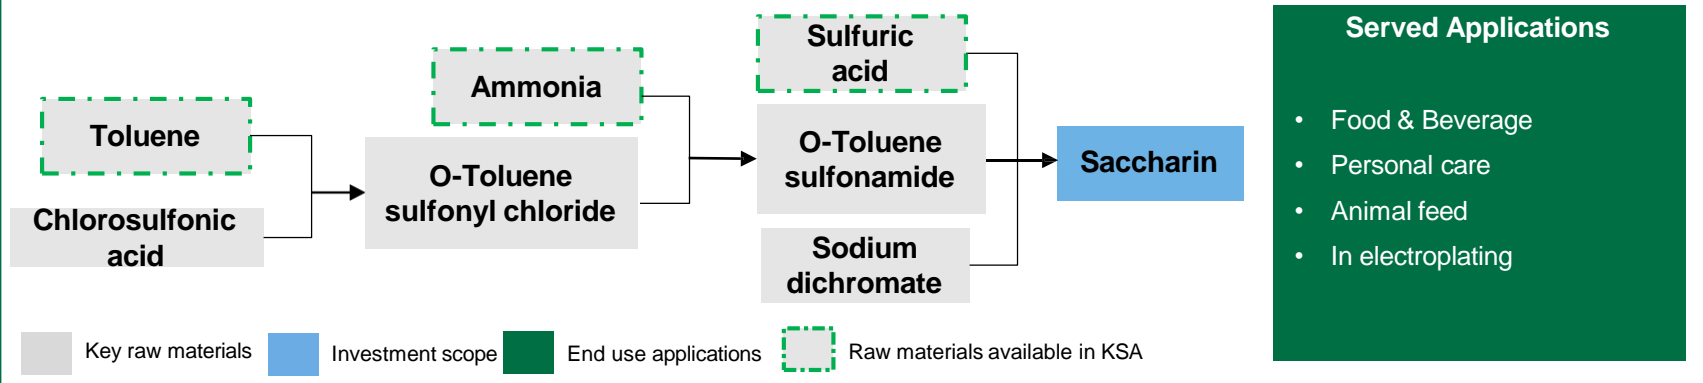 Toluene
Chlorosulfonic
acid
Ammonia
O-Toluene
sulfonyl chloride
Sulfuric
acid
O-Toluene
sulfonamide
Sodium
dichromate
Saccharin
Served Applications
• Food & Beverage
• Personal care
• Animal feed
• In electroplating
Key raw materials
Investment scope
End use applications
Raw materials available in KSA